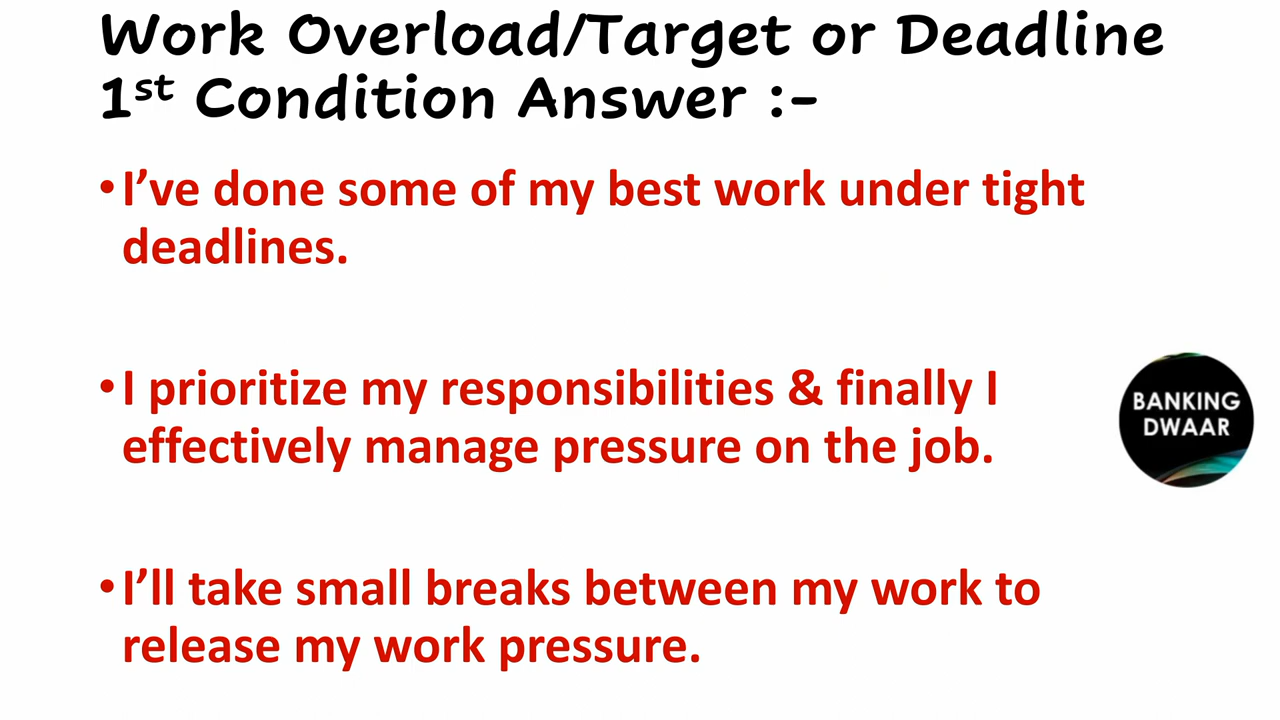 Work Overload/Target or Deadline
1st Condition Answer :-
•I’ve done some of my best work under tight
deadlines.
•I prioritize my responsibilities & finally I
effectively manage pressure on the job.
BANKING
DWAAR
•I’ll take small breaks between my work to
release my work pressure.